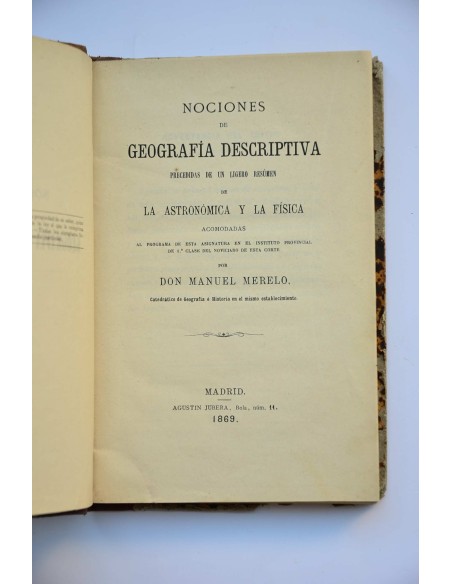 NOCIONES
DE
GEOGRAFÍA DESCRIPTIVA
PRECEDIDAS DE UN LIGERO RESÚMEN
DE
LA ASTRONÓMICA Y LA FÍSICA
ACOMODADAS
AL PROGRAMA DE ESTA ASIGNATURA EN EL INSTITUTO PROVINCIAL
DE 1.ª CLASE DEL NOVICIADO DE ESTA CORTE
POR
DON MANUEL MERELO,
Catedrático de Geografía é Historia en el mismo establecimiento.
MADRID.
AGUSTIN JUBERA, Bola, núm. 11.
1869.